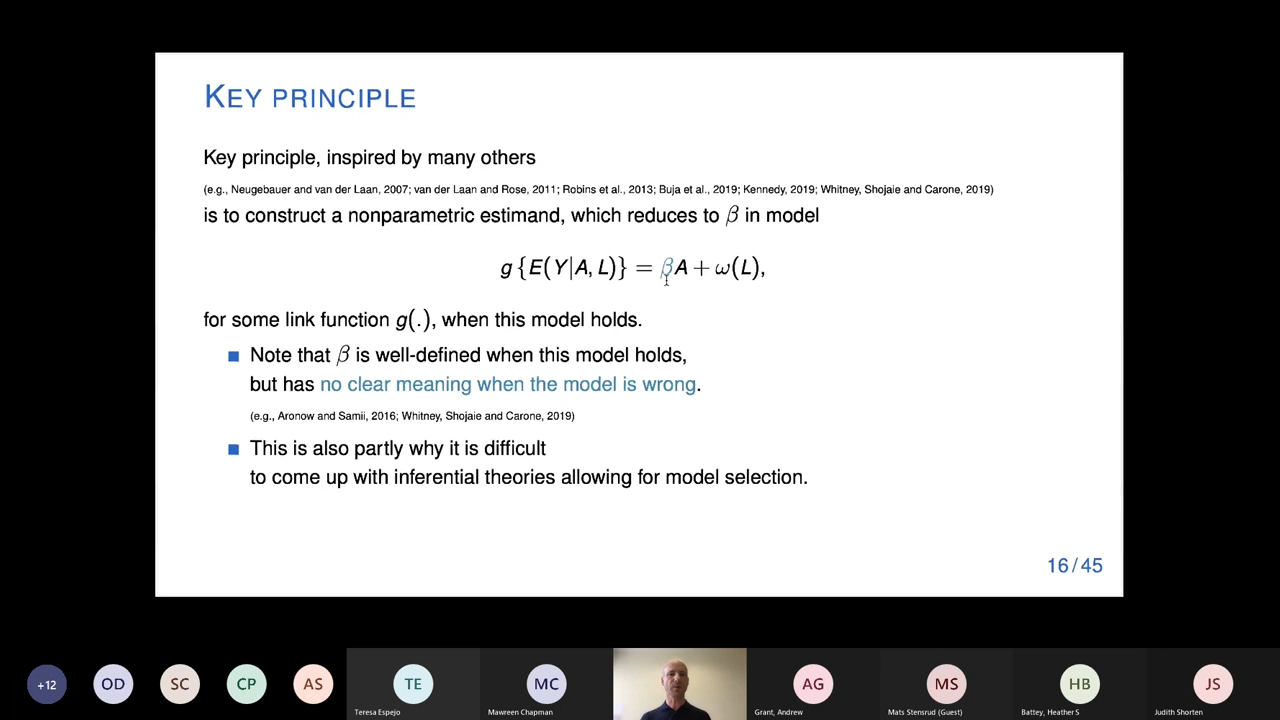 KEY PRINCIPLE
Key principle, inspired by many others
(e.g., Neugebauer and van der Laan, 2007; van der Laan and Rose, 2011; Robins et al., 2013; Buja et al., 2019; Kennedy, 2019; Whitney, Shojaie and Carone, 2019)
is to construct a nonparametric estimand, which reduces to β in model
g {E(Y|A, L)} = βA + ω(L),
for some link function g(.), when this model holds.
Note that β is well-defined when this model holds,
but has no clear meaning when the model is wrong.
(e.g., Aronow and Samii, 2016; Whitney, Shojaie and Carone, 2019)
This is also partly why it is difficult
to come up with inferential theories allowing for model selection.
16/45
+12 OD SC CP AS TE MC AG MS HB JS
Teresa Espejo Mawreen Chapman Grant, Andrew Mats Stensrud (Guest) Battey, Heather S Judith Shorten